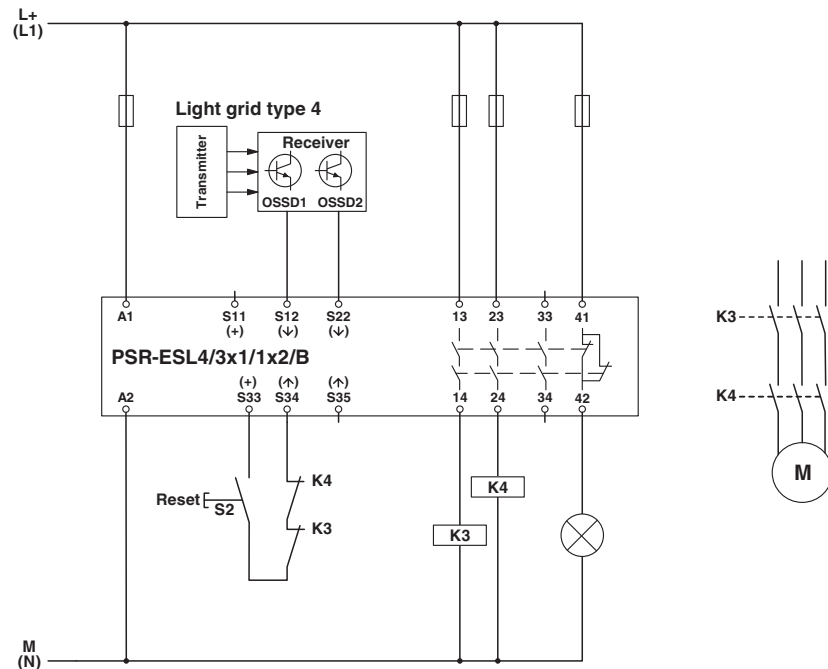 L+
(L1)
Light grid type 4
Transmitter
Receiver
OSSD1 OSSD2
A1 S11 S12 S22 13 23 33 41
(+) (↓) (↓)
PSR-ESL4/3x1/1x2/B
(+) (↑) (↑)
A2 S33 S34 S35 14 24 34 42
K3
K4
M
Reset
S2
K4
K3
K4
K3
M
(N)